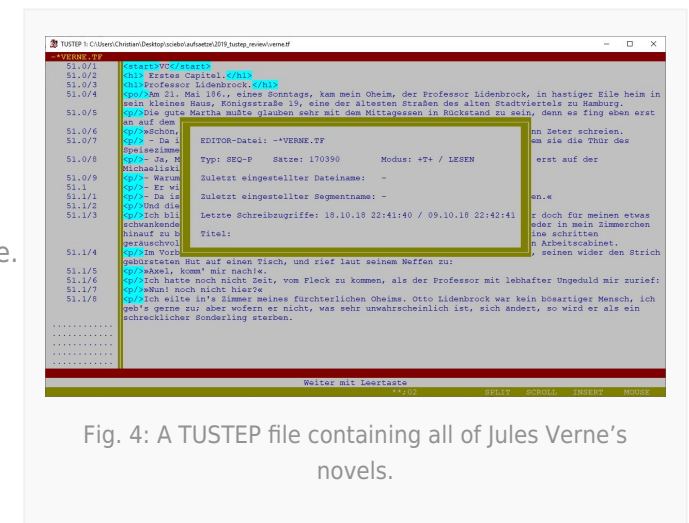 TUSTEP 1: C:\Users\Christian\Desktop\sciebo\aufsaetze\2019_tustep_review\verne.tf
-*VERNE.TF
51.0/1 <start>VC</start>
51.0/2 <h1> Erstes Capitel.</h1>
51.0/3 <h1>Professor Lidenbrock.</h1>
51.0/4 <po/>Am 21. Mai 186., eines Sonntags, kam mein Oheim, der Professor Lidenbrock, in hastiger Eile heim in
sein kleines Haus, Königsstraße 19, eine der ältesten Straßen des alten Stadtviertels zu Hamburg.
51.0/5 <p/>Die gute Martha mußte glauben sehr mit dem Mittagessen in Rückstand zu sein, denn es fing eben erst
an auf dem
51.0/6 <p/>»Schön, nn Zeter schreien.
51.0/7 <p/> - Da i em sie die Thür des
Speisezimme
51.0/8 <p/>- Ja, M erst auf der
Michaeliski
51.0/9 <p/>- Warum
51.1 <p/>- Er wi
51.1/1 <p/>- Da is en.«
51.1/2 <p/>Und die
51.1/3 <p/>Ich bli r doch für meinen etwas
schwankende eder in mein Zimmerchen
hinauf zu b ine schritten
geräuschvol n Arbeitscabinet.
51.1/4 <p/>Im Vorb , seinen wider den Strich
gebürsteten Hut auf einen Tisch, und rief laut seinem Neffen zu:
51.1/5 <p/>»Axel, komm' mir nach!«.
51.1/6 <p/>Ich hatte noch nicht Zeit, vom Fleck zu kommen, als der Professor mit lebhafter Ungeduld mir zurief:
51.1/7 <p/>»Nun! noch nicht hier?«
51.1/8 <p/>Ich eilte in's Zimmer meines fürchterlichen Oheims. Otto Lidenbrock war kein bösartiger Mensch, ich
geb's gerne zu; aber wofern er nicht, was sehr unwahrscheinlich ist, sich ändert, so wird er als ein
schrecklicher Sonderling sterben.
EDITOR-Datei: -*VERNE.TF
Typ: SEQ-P Sätze: 170390 Modus: +T+ / LESEN
Zuletzt eingestellter Dateiname: -
Zuletzt eingestellter Segmentname: -
Letzte Schreibzugriffe: 18.10.18 22:41:40 / 09.10.18 22:42:41
Titel:
............
............
............
............
Weiter mit Leertaste
**:02 SPLIT SCROLL INSERT MOUSE
e.
Fig. 4: A TUSTEP file containing all of Jules Verne's
novels.